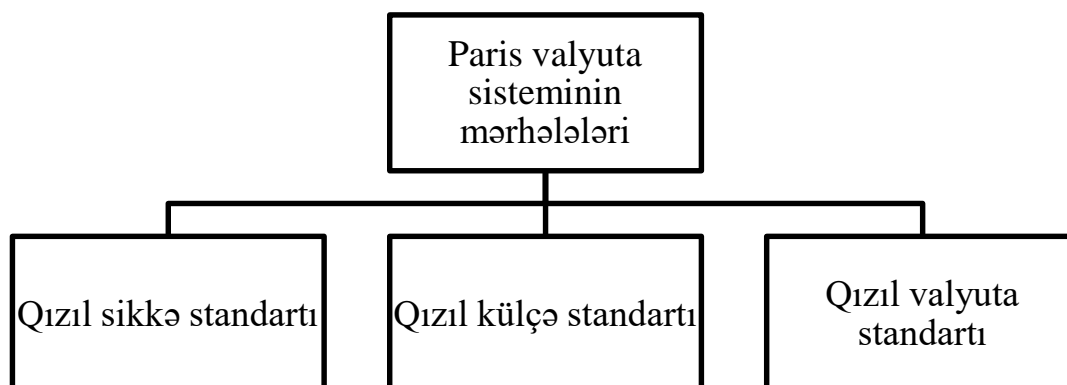 Paris valyuta
sisteminin
mərhələləri
Qızıl sikkə standartı
Qızıl külçə standartı
Qızıl valyuta
standartı